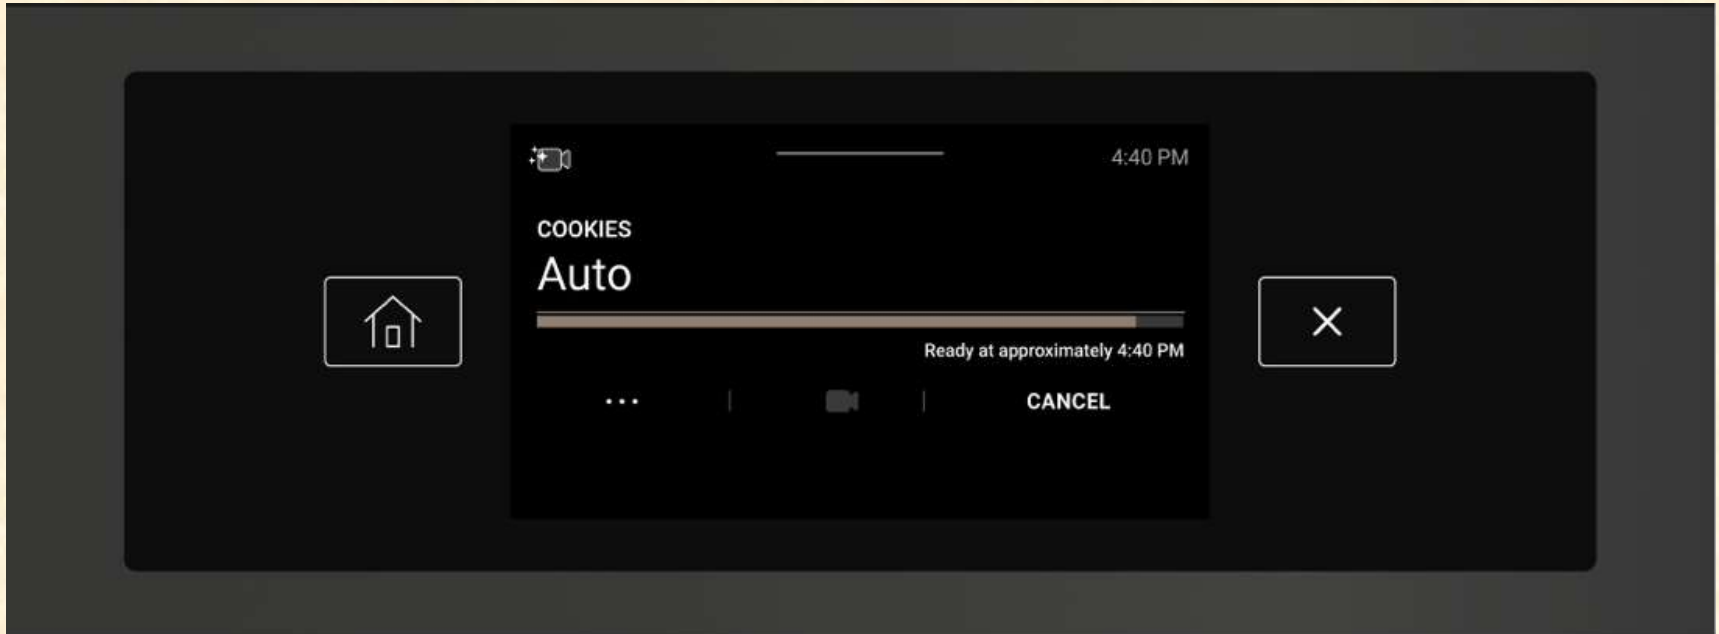 4:40 PM
COOKIES
Auto
Ready at approximately 4:40 PM
CANCEL